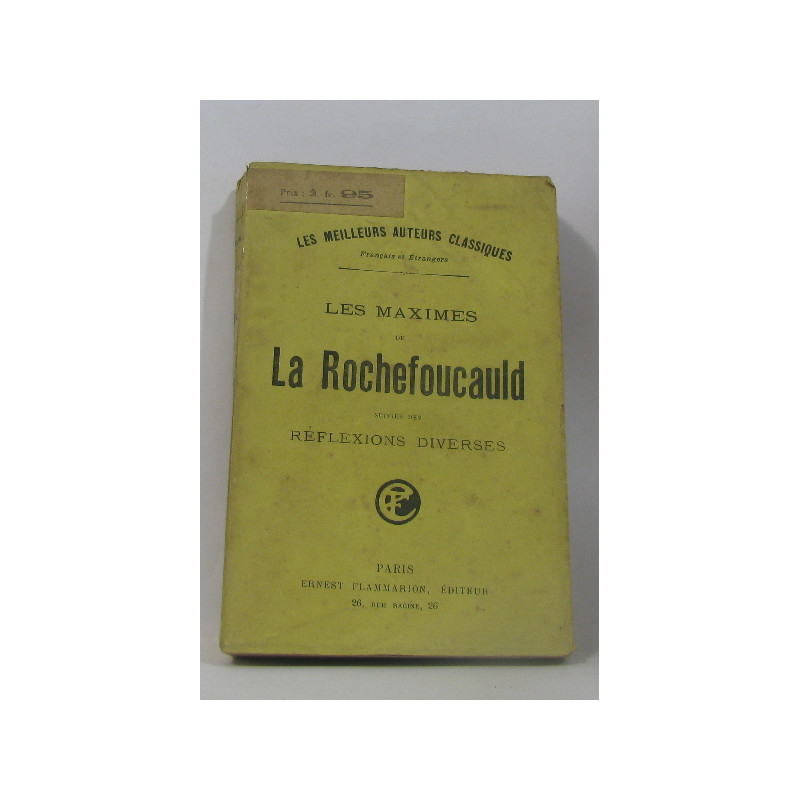 Prix : 2 fr. 95
LES MEILLEURS AUTEURS CLASSIQUES
Français et Étrangers
LES MAXIMES
DE
La Rochefoucauld
SUIVIES DES
RÉFLEXIONS DIVERSES
PARIS
ERNEST FLAMMARION, ÉDITEUR
26, RUE RACINE, 26